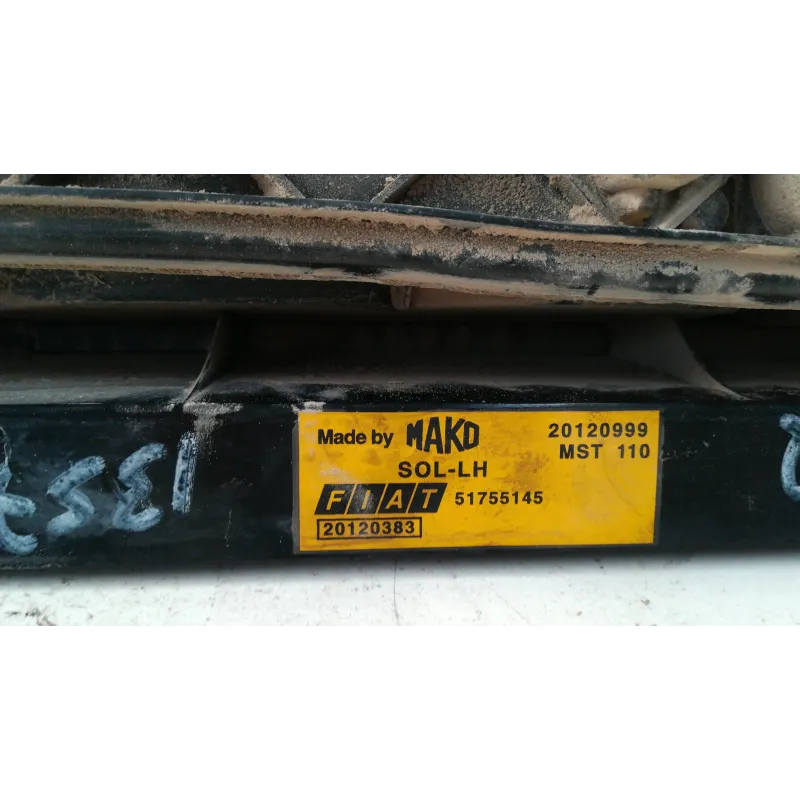 Made by MAKO 20120999
SOL-LH MST 110
FIAT 51755145
20120383